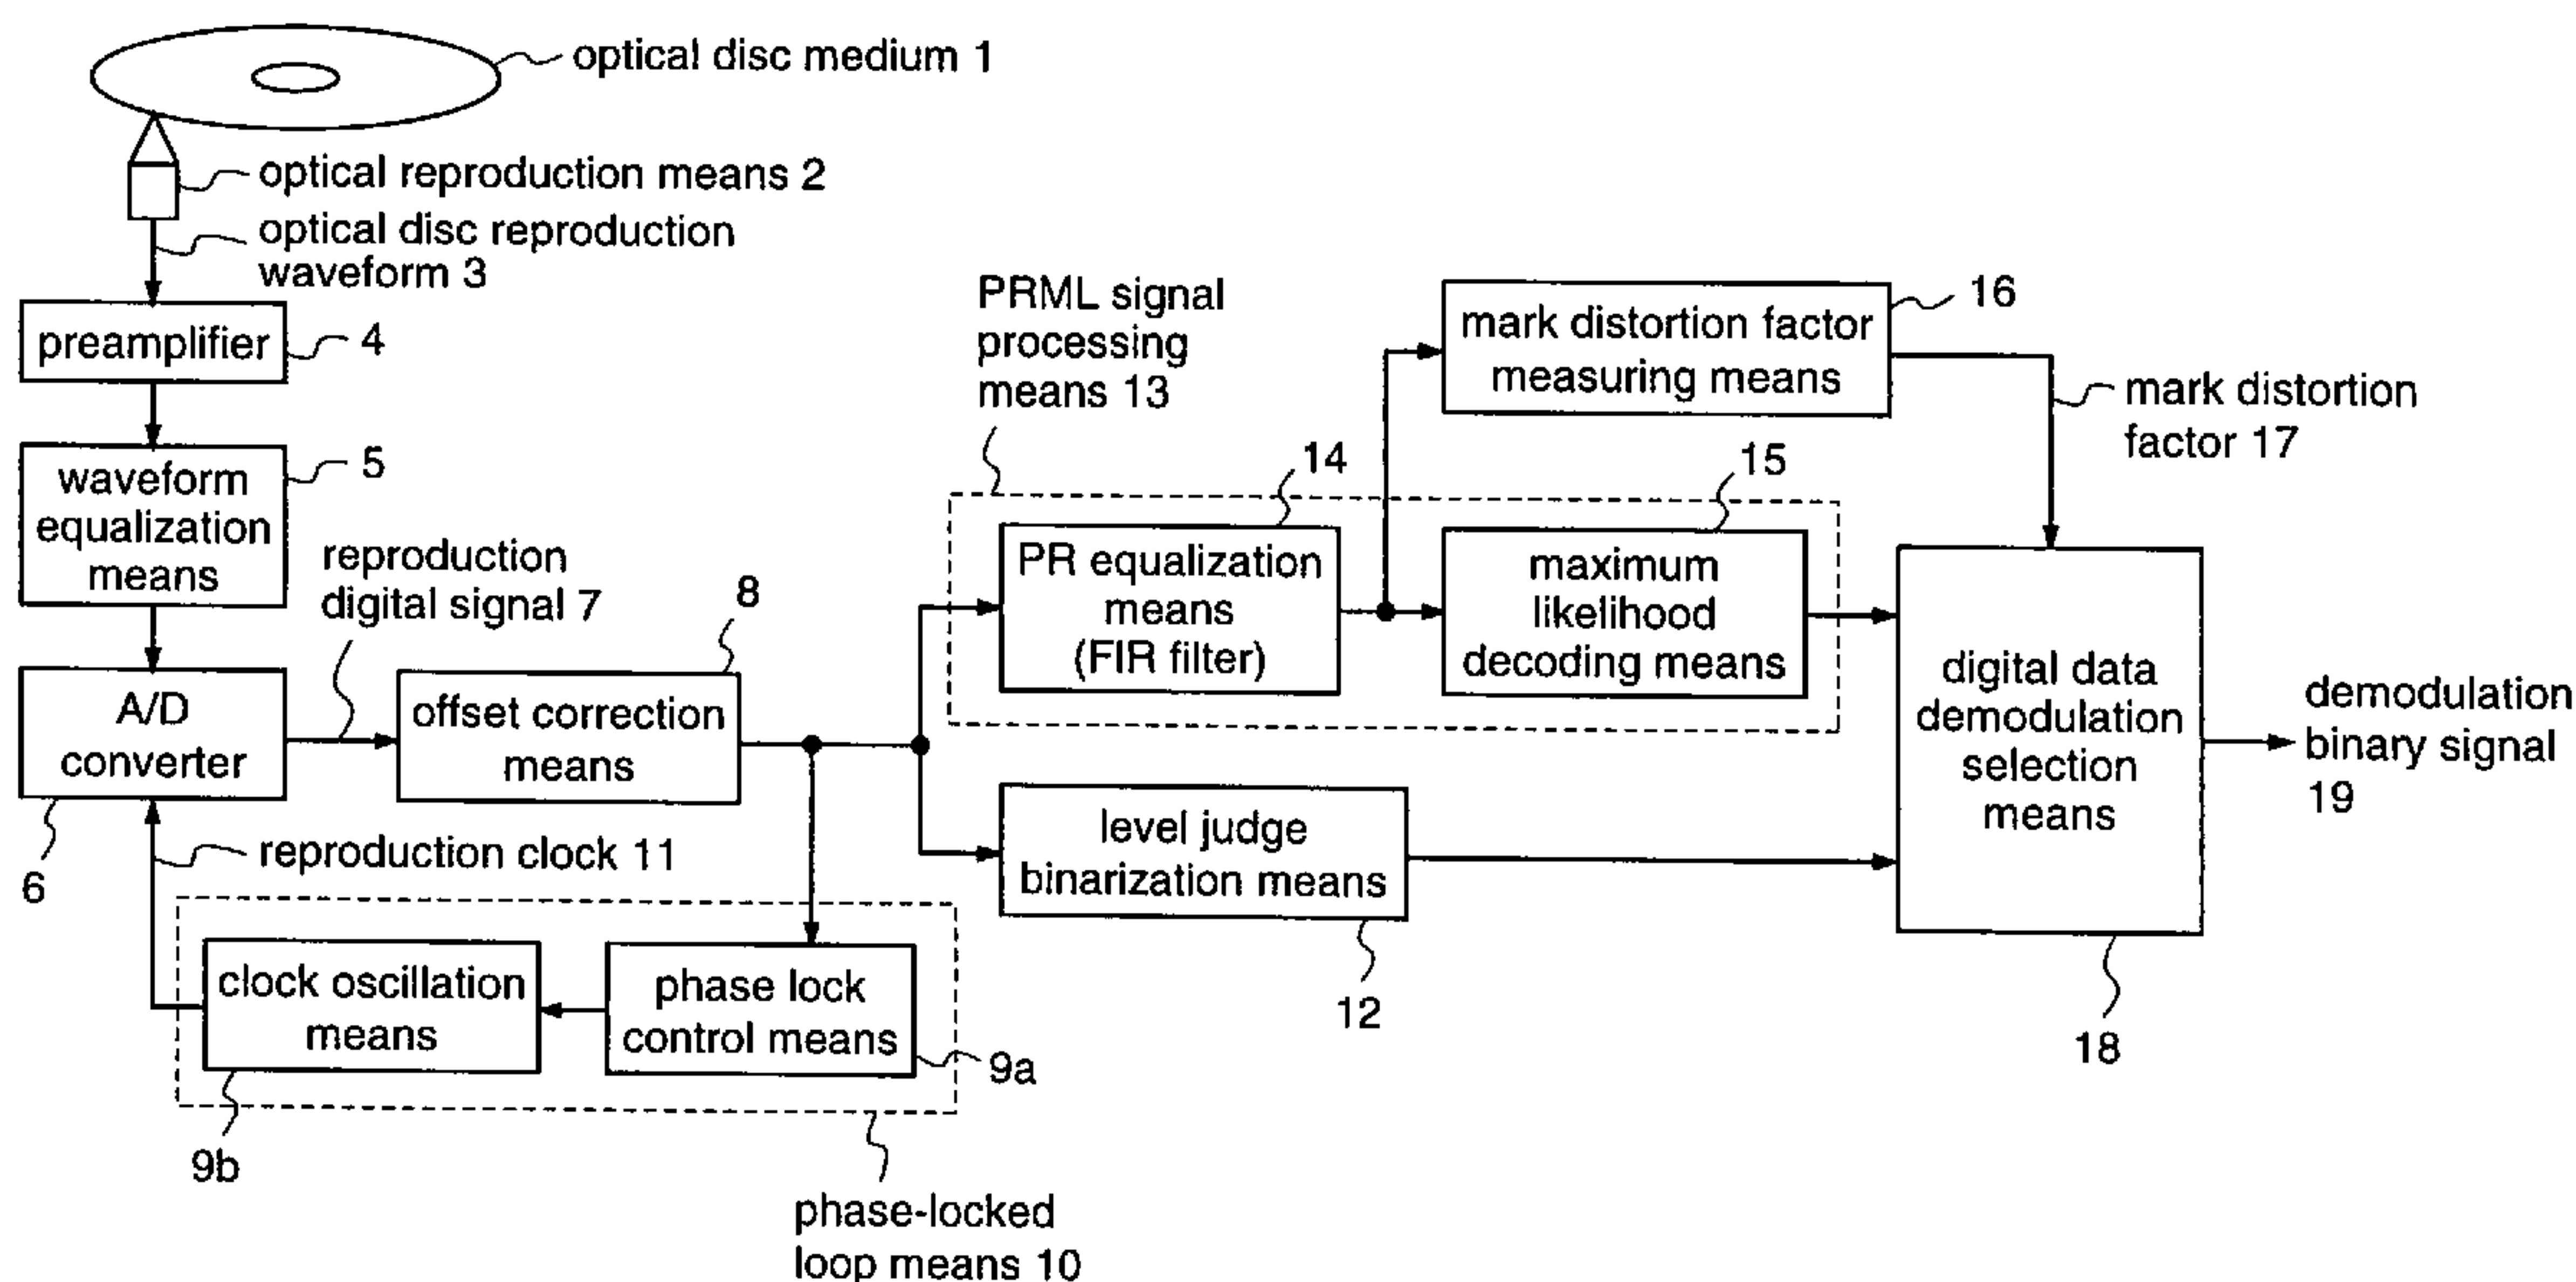 optical disc medium 1
optical reproduction means 2
optical disc reproduction
waveform 3
preamplifier
4
waveform
equalization
means
5
reproduction
digital signal 7
A/D
converter
6
offset correction
means
8
reproduction clock 11
clock oscillation
means
9b
phase lock
control means
9a
phase-locked
loop means 10
PRML signal
processing
means 13
PR equalization
means
(FIR filter)
14
maximum
likelihood
decoding means
15
mark distortion factor
measuring means
16
mark distortion
factor 17
level judge
binarization means
12
digital data
demodulation
selection
means
18
demodulation
binary signal
19